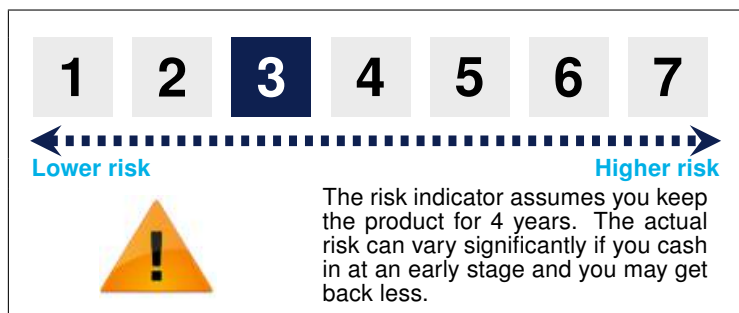 1 2 3 4 5 6 7
Lower risk Higher risk
!
The risk indicator assumes you keep
the product for 4 years. The actual
risk can vary significantly if you cash
in at an early stage and you may get
back less.